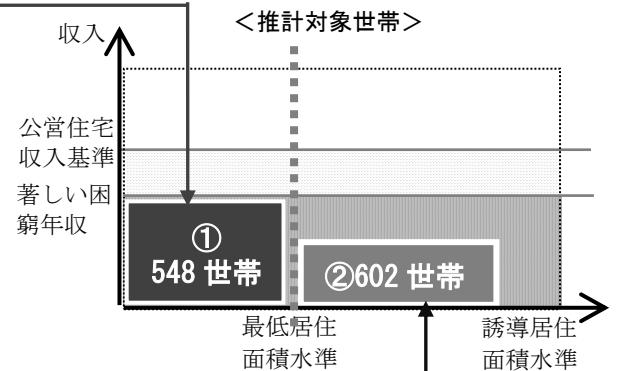 ＜推計対象世帯＞
収入
公営住宅
収入基準
著しい困
窮年収
①
548 世帯
②602 世帯
最低居住
面積水準
誘導居住
面積水準